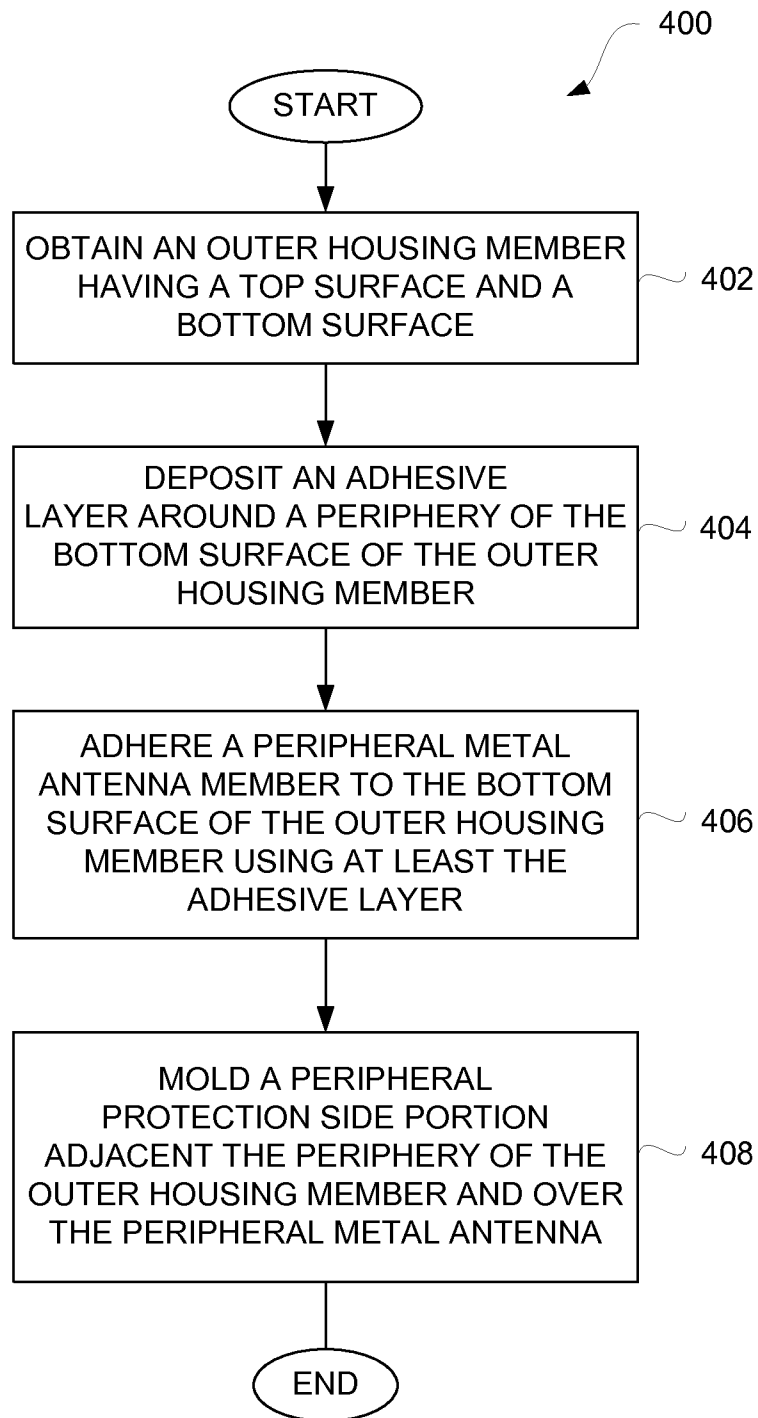 400
START
OBTAIN AN OUTER HOUSING MEMBER
HAVING A TOP SURFACE AND A
BOTTOM SURFACE
402
DEPOSIT AN ADHESIVE
LAYER AROUND A PERIPHERY OF THE
BOTTOM SURFACE OF THE OUTER
HOUSING MEMBER
404
ADHERE A PERIPHERAL METAL
ANTENNA MEMBER TO THE BOTTOM
SURFACE OF THE OUTER HOUSING
MEMBER USING AT LEAST THE
ADHESIVE LAYER
406
MOLD A PERIPHERAL
PROTECTION SIDE PORTION
ADJACENT THE PERIPHERY OF THE
OUTER HOUSING MEMBER AND OVER
THE PERIPHERAL METAL ANTENNA
408
END